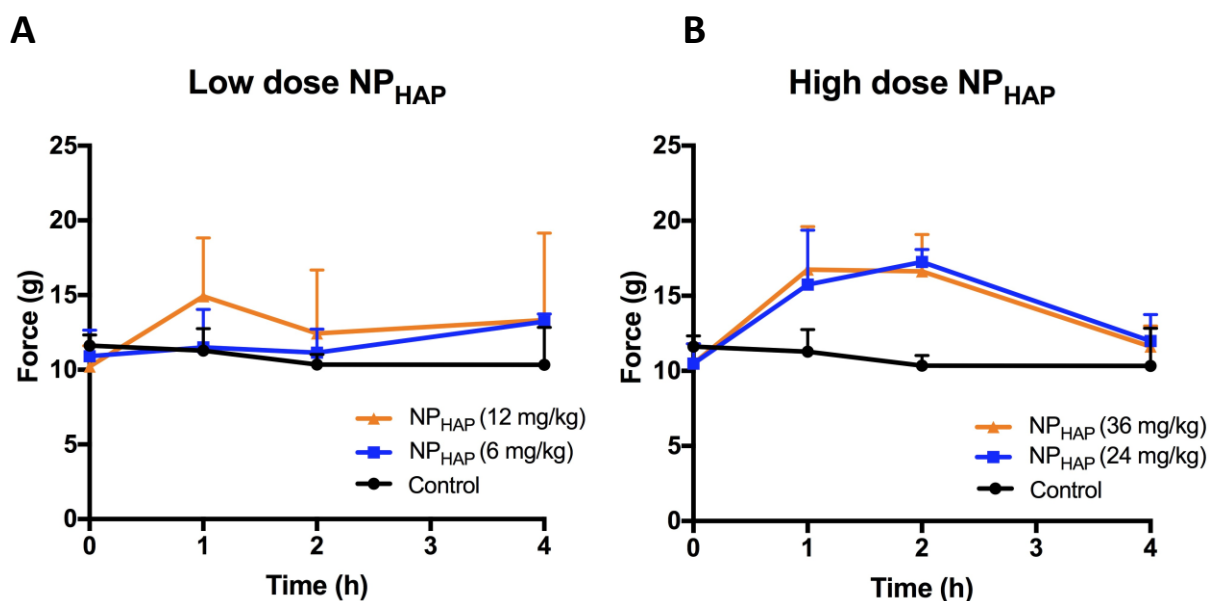 A
Low dose NPHAP
25
20
15
10
5
0
Force (g)
NPHAP (12 mg/kg)
NPHAP (6 mg/kg)
Control
0 1 2 3 4
Time (h)
B
High dose NPHAP
25
20
15
10
5
0
Force (g)
NPHAP (36 mg/kg)
NPHAP (24 mg/kg)
Control
0 1 2 3 4
Time (h)